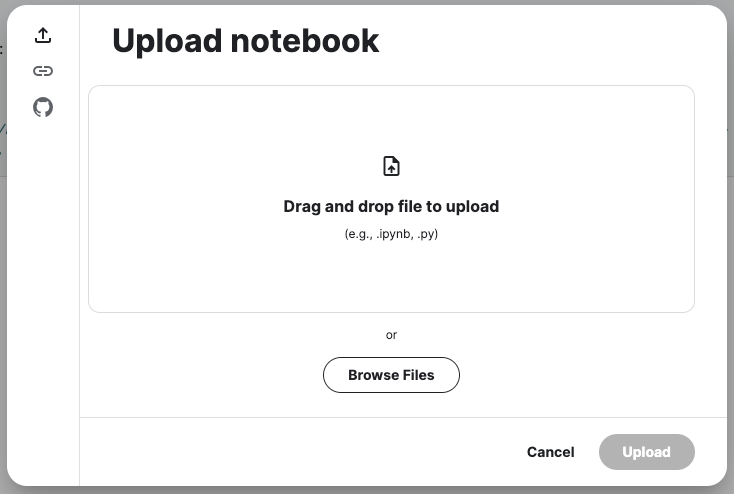 Upload notebook
Drag and drop file to upload
(e.g., .ipynb, .py)
or
Browse Files
Cancel
Upload